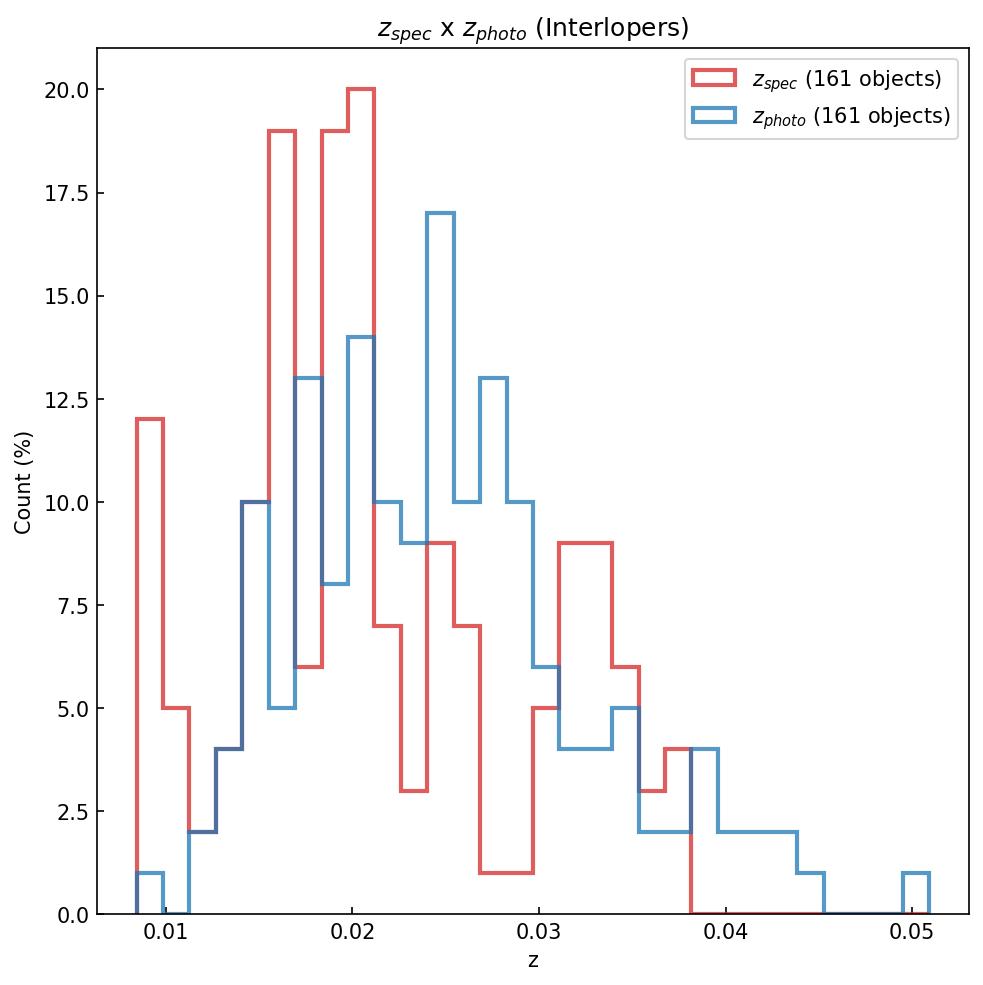 z_spec x z_photo (Interlopers)
z_spec (161 objects)
z_photo (161 objects)
20.0
17.5
15.0
12.5
10.0
7.5
5.0
2.5
0.0
Count (%)
0.01 0.02 0.03 0.04 0.05
z